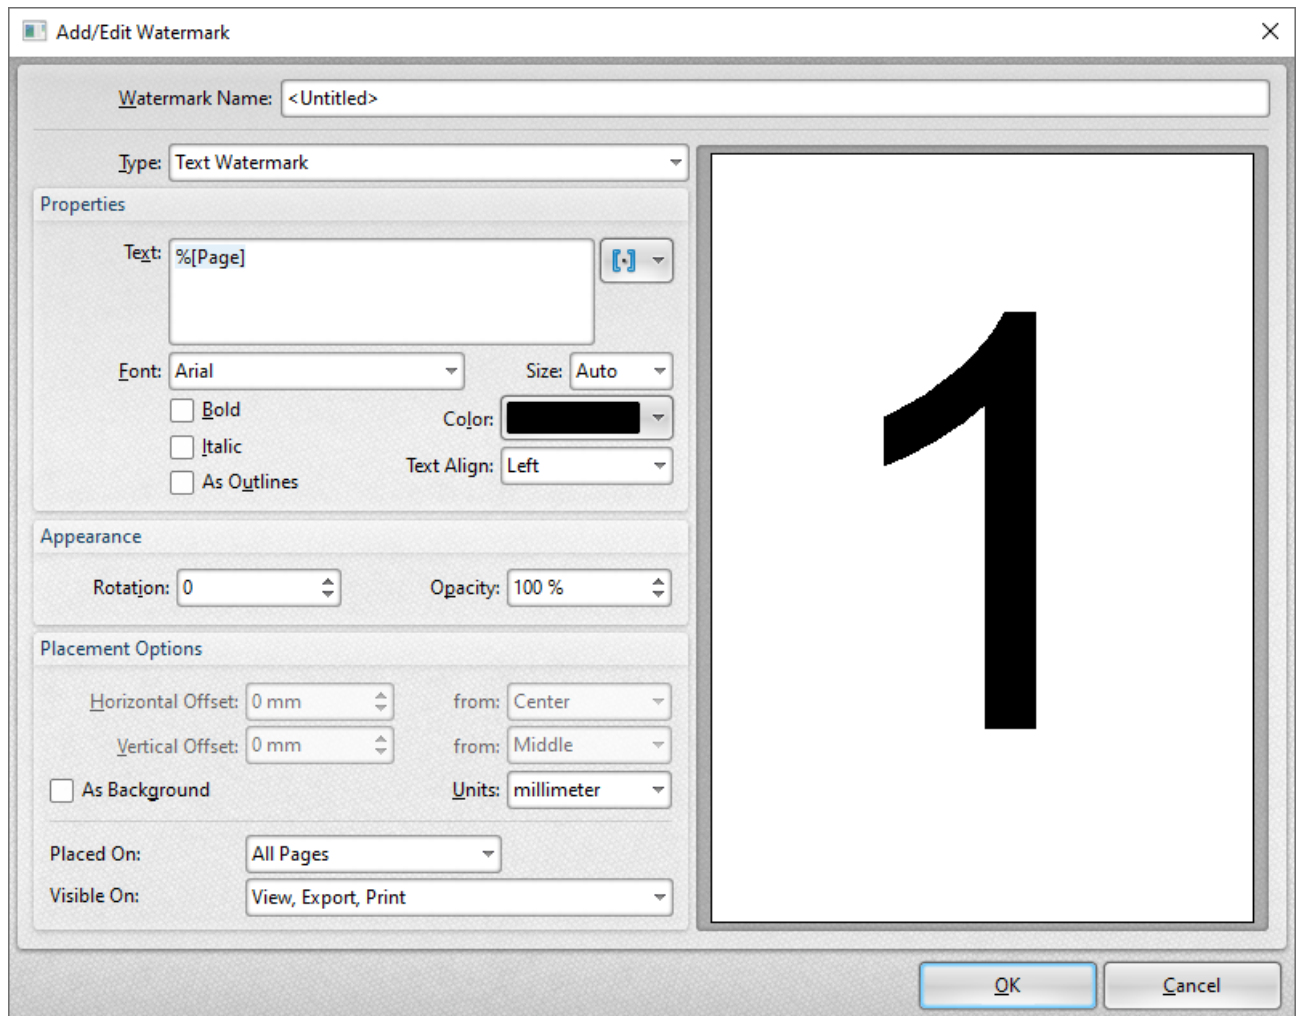 Add/Edit Watermark
Watermark Name: <Untitled>
Type: Text Watermark
Properties
Text: %[Page]
Font: Arial Size: Auto
Bold
Color:
Italic
Text Align: Left
As Outlines
Appearance
Rotation: 0 Opacity: 100 %
Placement Options
Horizontal Offset: 0 mm from: Center
Vertical Offset: 0 mm from: Middle
As Background Units: millimeter
Placed On: All Pages
Visible On: View, Export, Print
1
OK Cancel